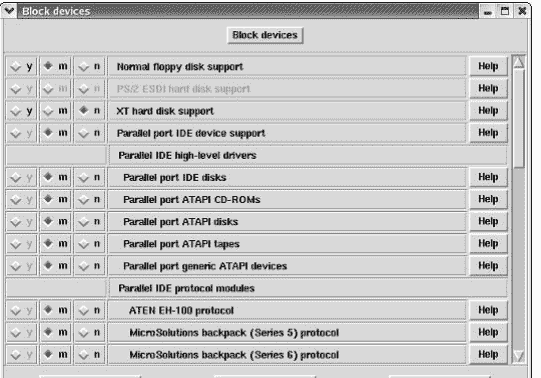 Block devices
Block devices
y m n Normal floppy disk support Help
y m n PS/2 ESDI hard disk support Help
y m n XT hard disk support Help
y m n Parallel port IDE device support Help
Parallel IDE high-level drivers
y m n Parallel port IDE disks Help
y m n Parallel port ATAPI CD-ROMs Help
y m n Parallel port ATAPI disks Help
y m n Parallel port ATAPI tapes Help
y m n Parallel port generic ATAPI devices Help
Parallel IDE protocol modules
y m n ATEN EH-100 protocol Help
y m n MicroSolutions backpack (Series 5) protocol Help
y m n MicroSolutions backpack (Series 6) protocol Help